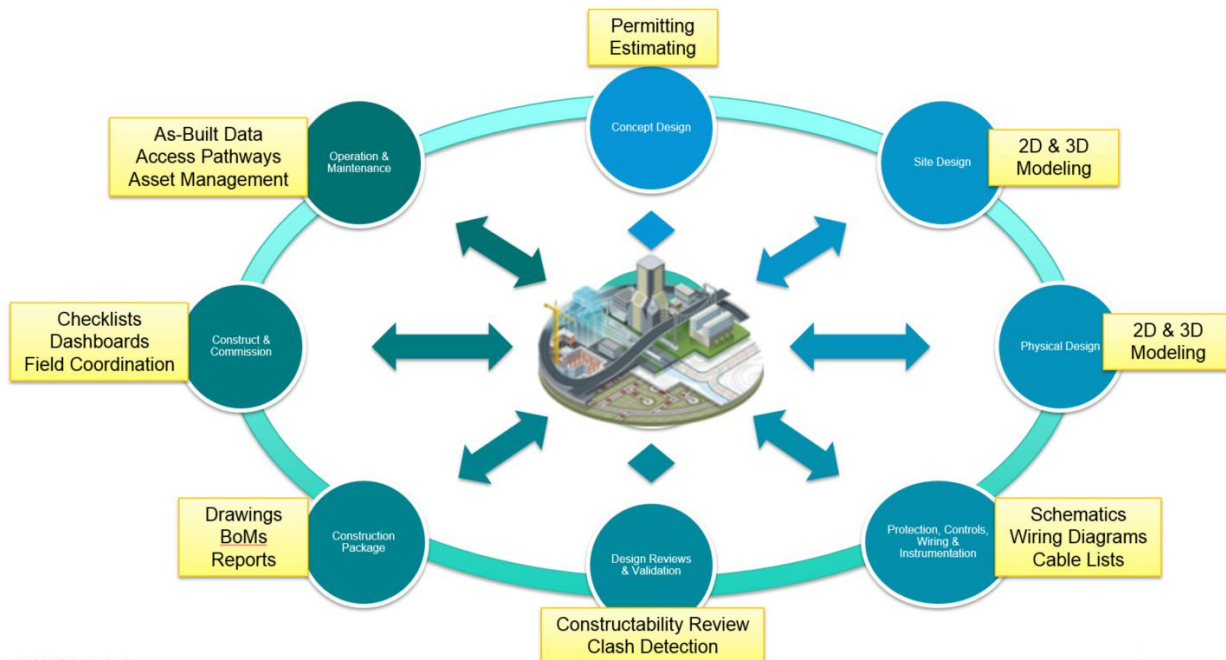 Permitting
Estimating
Concept Design
2D & 3D
Modeling
Site Design
2D & 3D
Modeling
Physical Design
Schematics
Wiring Diagrams
Cable Lists
Protection, Controls,
Wiring &
Instrumentation
Design Reviews
& Validation
Constructability Review
Clash Detection
Construction
Package
Drawings
BoMs
Reports
Construct &
Commission
Checklists
Dashboards
Field Coordination
Operation &
Maintenance
As-Built Data
Access Pathways
Asset Management